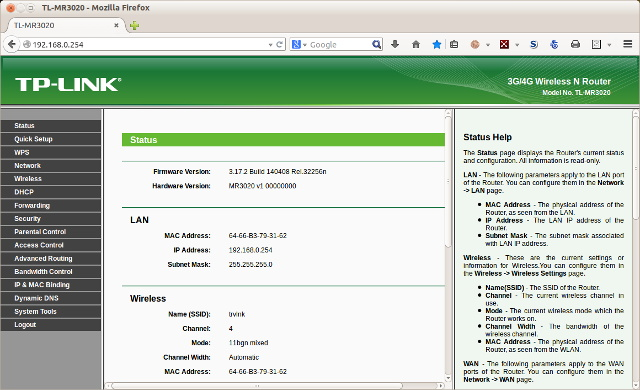 TL-MR3020 - Mozilla Firefox
TL-MR3020
192.168.0.254
Google
TP-LINK®
3G/4G Wireless N Router
Model No. TL-MR3020
Status
Quick Setup
WPS
Network
Wireless
DHCP
Forwarding
Security
Parental Control
Access Control
Advanced Routing
Bandwidth Control
IP & MAC Binding
Dynamic DNS
System Tools
Logout
Status
Firmware Version: 3.17.2 Build 140408 Rel.32256n
Hardware Version: MR3020 v1 00000000
LAN
MAC Address: 64-66-B3-79-31-62
IP Address: 192.168.0.254
Subnet Mask: 255.255.255.0
Wireless
Name (SSID): trvlnk
Channel: 4
Mode: 11bgn mixed
Channel Width: Automatic
MAC Address: 64-66-B3-79-31-62
Status Help
The Status page displays the Router's current status
and configuration. All information is read-only.
LAN - The following parameters apply to the LAN port
of the Router. You can configure them in the Network
-> LAN page.
MAC Address - The physical address of the
Router, as seen from the LAN.
IP Address - The LAN IP address of the
Router.
Subnet Mask - The subnet mask associated
with LAN IP address.
Wireless - These are the current settings or
information for Wireless.You can configure them in
the Wireless -> Wireless Settings page.
Name(SSID) - The SSID of the Router.
Channel - The current wireless channel in
use.
Mode - The current wireless mode which the
Router works on.
Channel Width - The bandwidth of the
wireless channel.
MAC Address - The physical address of the
Router, as seen from the WLAN.
WAN - The following parameters apply to the WAN
ports of the Router.You can configure them in the
Network -> WAN page.